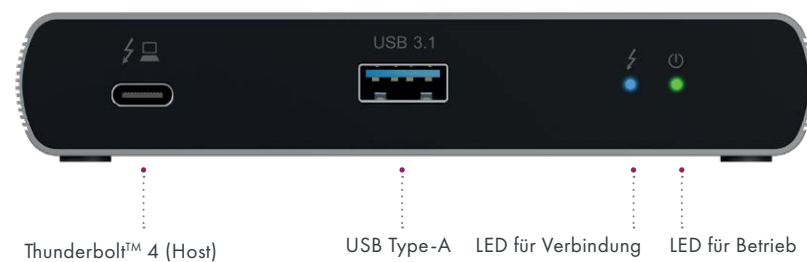 USB 3.1
Thunderbolt™ 4 (Host)
USB Type-A
LED für Verbindung
LED für Betrieb